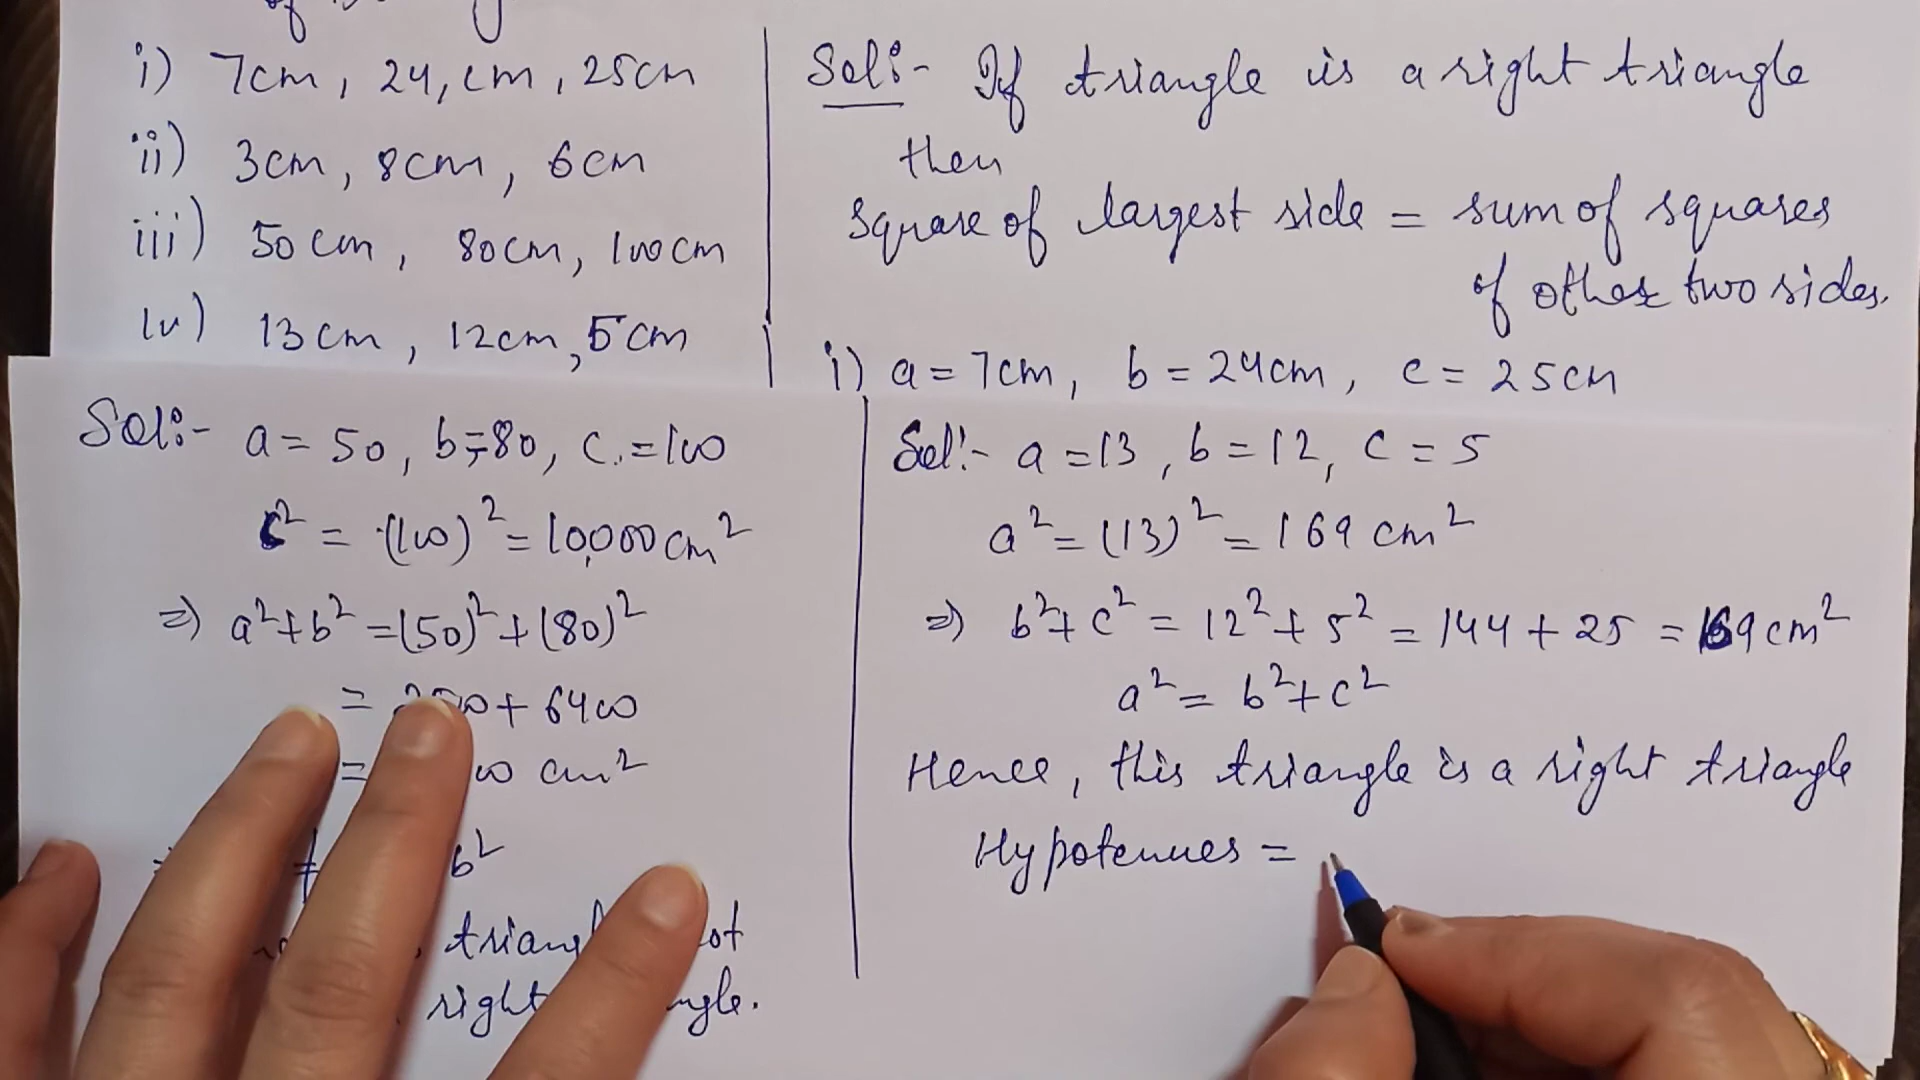 i) 7cm, 24, cm, 25cm
ii) 3cm, 8cm, 6cm
iii) 50cm, 80cm, 100cm
iv) 13cm, 12cm, 5cm
Sol:- If triangle is a right triangle
then
Square of largest side = sum of squares
of other two sides.
i) a = 7cm, b = 24cm, c = 25cm
Sol:- a = 50, b = 80, c = 100
c² = (100)² = 10,000 cm²
⇒ a² + b² = (50)² + (80)²
= + 6400
= cm²
≠ b²
right
Sol:- a = 13, b = 12, c = 5
a² = (13)² = 169 cm²
⇒ b² + c² = 12² + 5² = 144 + 25 = 169 cm²
a² = b² + c²
Hence, this triangle is a right triangle
Hypotenues =